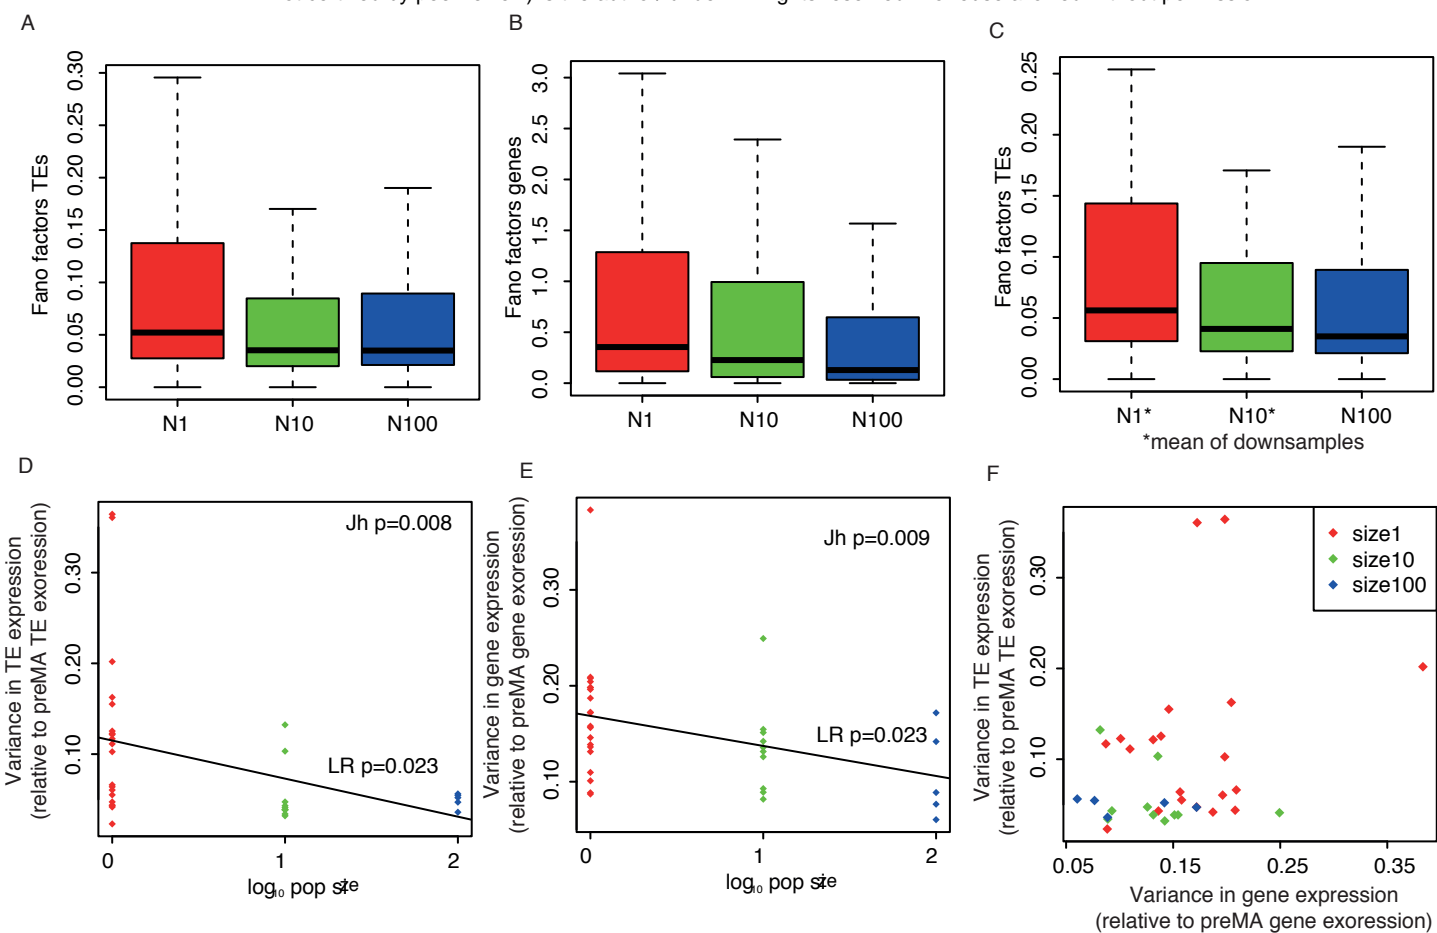 A
B
C
Fano factors TEs
0.00 0.05 0.10 0.15 0.20 0.25 0.30
N1 N10 N100
Fano factors genes
0.0 0.5 1.0 1.5 2.0 2.5 3.0
N1 N10 N100
Fano factors TEs
0.00 0.05 0.10 0.15 0.20 0.25
N1* N10* N100
*mean of downsamples
D
E
F
Variance in TE expression
(relative to preMA TE exoression)
0.10 0.20 0.30
Jh p=0.008
LR p=0.023
0 1 2
log₁₀ pop size
Variance in gene expression
(relative to preMA gene exoression)
0.10 0.20 0.30
Jh p=0.009
LR p=0.023
0 1 2
log₁₀ pop size
Variance in TE expression
(relative to preMA TE exoression)
0.10 0.20 0.30
size1
size10
size100
0.05 0.15 0.25 0.35
Variance in gene expression
(relative to preMA gene exoression)